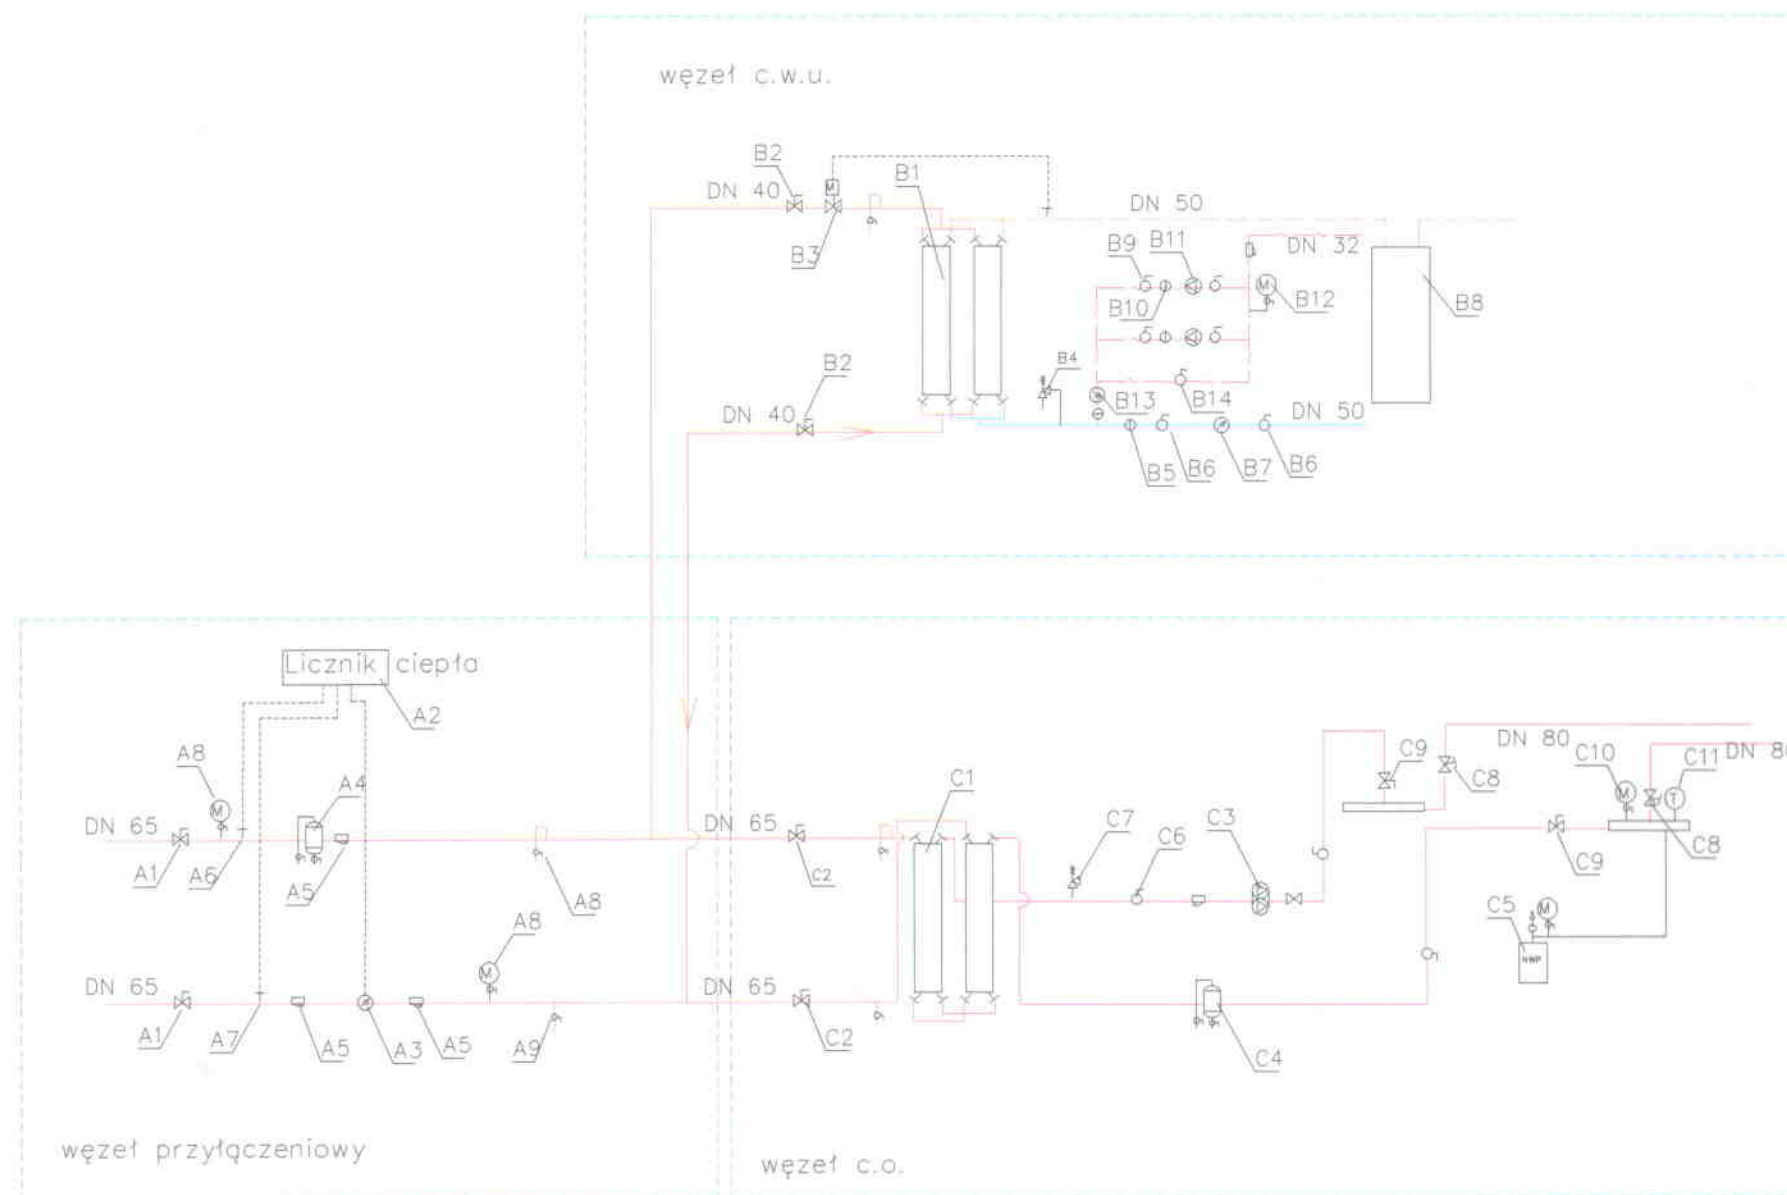 węzeł c.w.u.
B2
DN 40
M
B3
B1
DN 50
B9
B11
DN 32
M
B10
B12
B8
B2
DN 40
B4
B13
B14
DN 50
B5
B6
B7
B6
Licznik ciepła
A2
A8
M
A4
DN 65
A1
A6
A5
A8
DN 65
C2
C1
C7
C6
C3
C9
DN 80
C8
C10
C11
DN 80
M
T
C8
C9
C5
M
NWP
DN 65
A1
A7
A5
A3
A5
A8
M
A9
DN 65
C2
C4
węzeł przyłączeniowy
węzeł c.o.